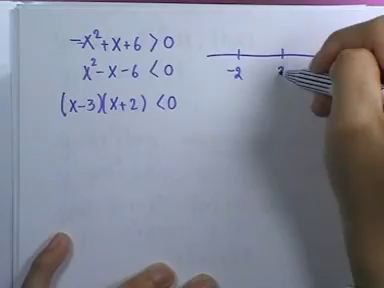 -x²+x+6 > 0
x²-x-6 < 0
(x-3)(x+2) < 0
-2